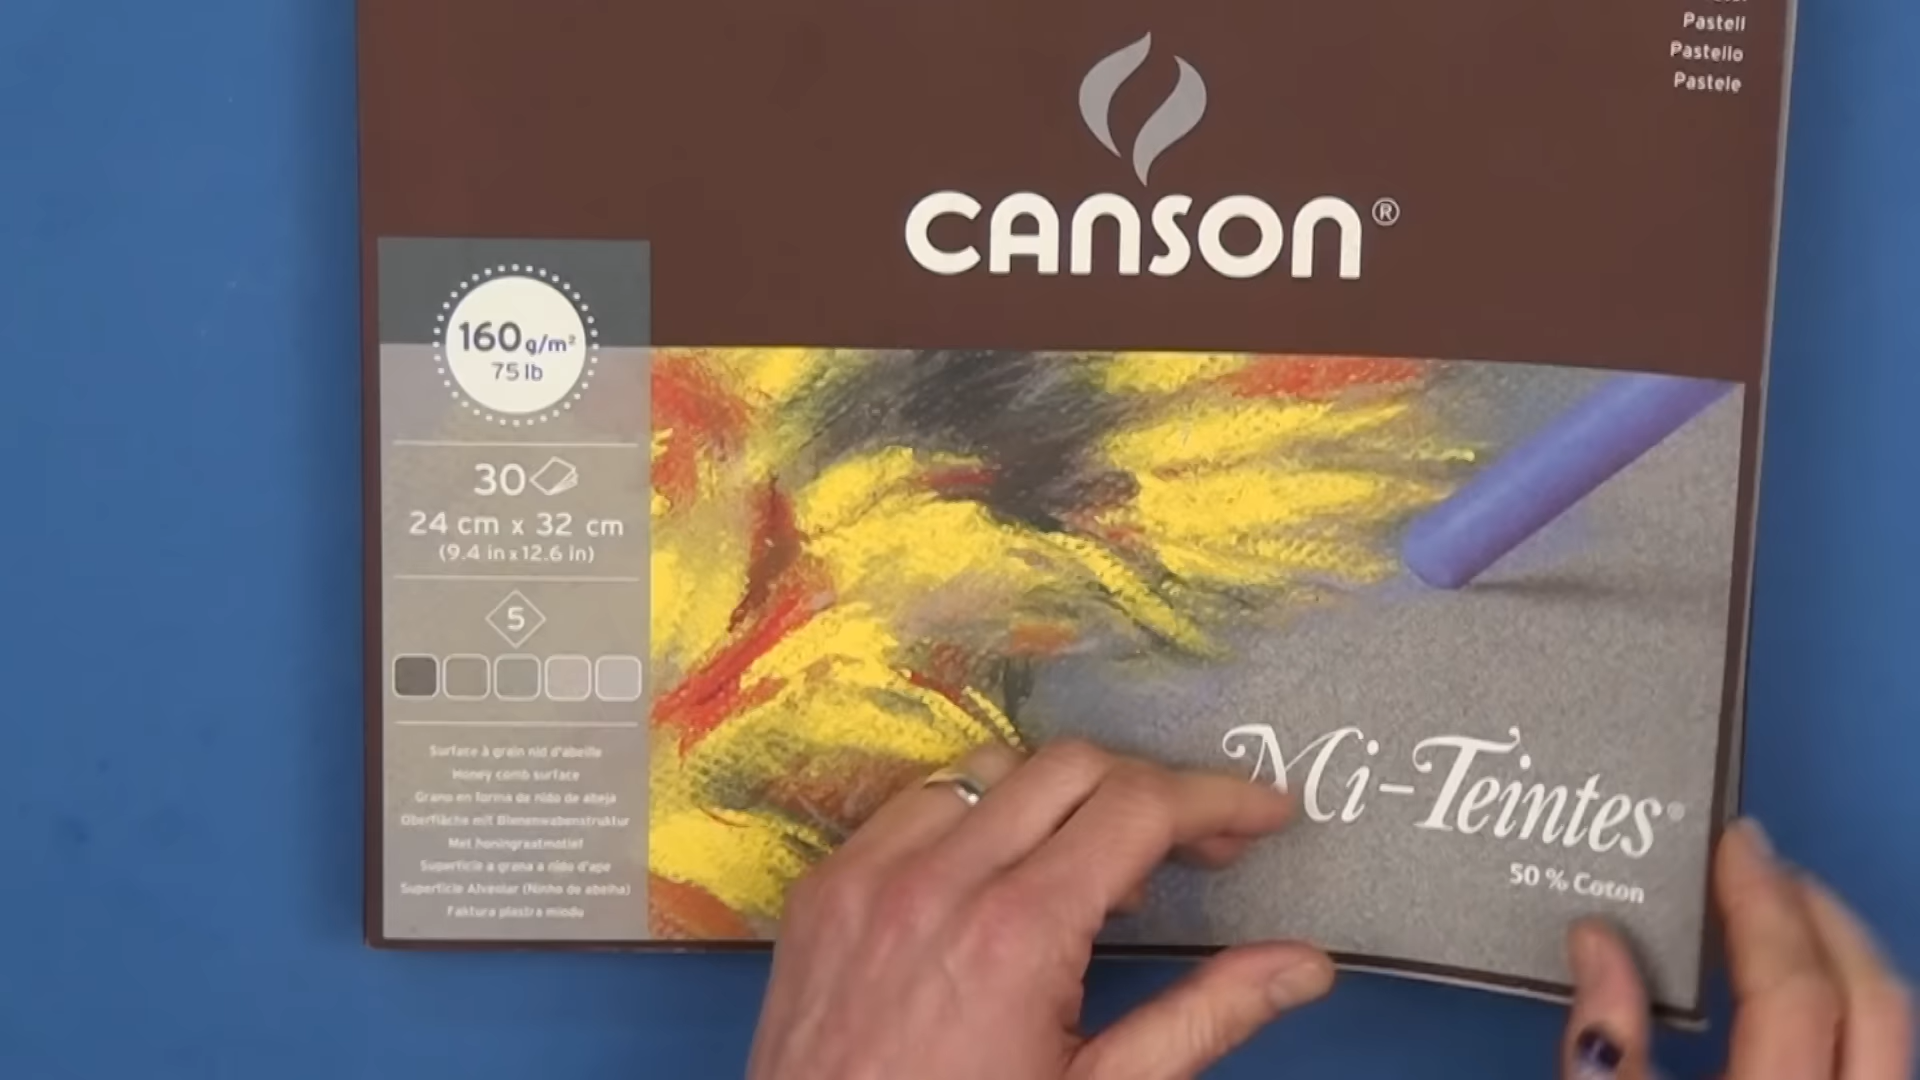 Pastell
Pastello
Pastele
CANSON®
160 g/m²
75 lb
30
24 cm x 32 cm
(9.4 in x 12.6 in)
5
Surface à grain nid d'abeille
Honey comb surface
Grano en forma de nido de abeja
Oberfläche mit Bienenwabenstruktur
Met honingraatmotief
Superficie a grana a nido d'ape
Superfície Alveolar (Ninho de abelha)
Faktura plastra miodu
Mi-Teintes®
50 % Coton